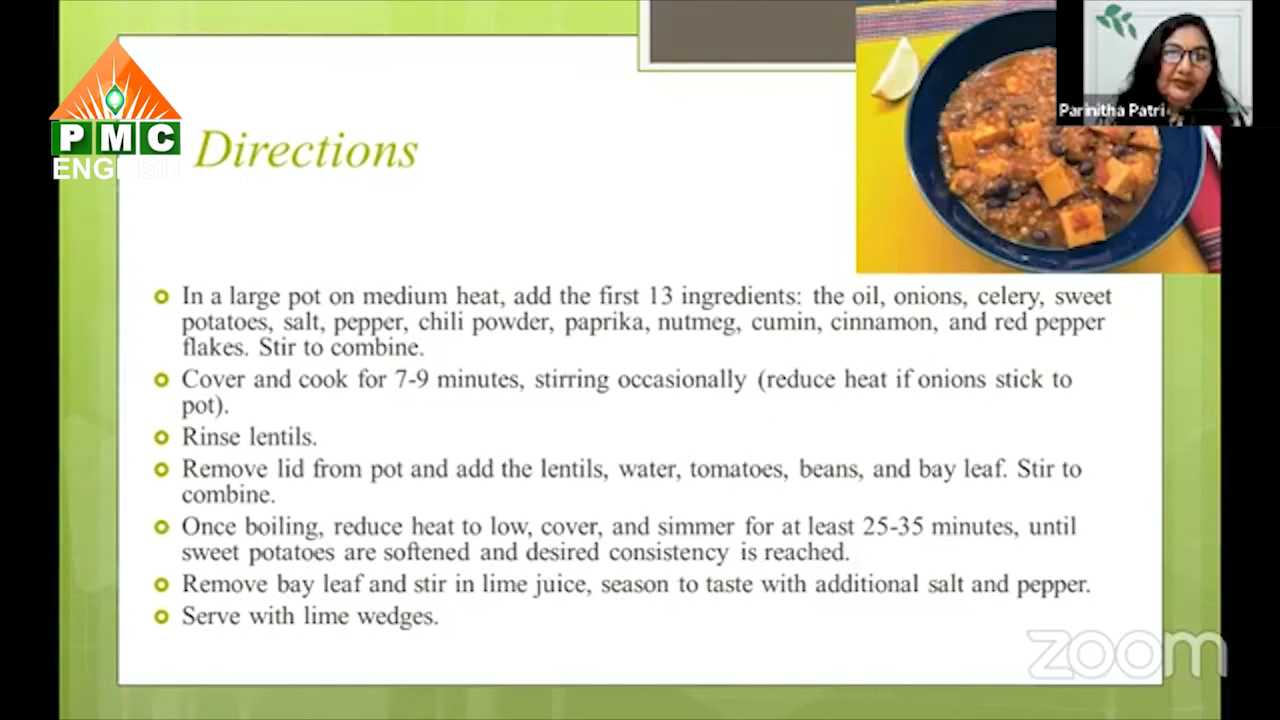 PMC
ENGLISH
Parinitha Patri
Directions
In a large pot on medium heat, add the first 13 ingredients: the oil, onions, celery, sweet
potatoes, salt, pepper, chili powder, paprika, nutmeg, cumin, cinnamon, and red pepper
flakes. Stir to combine.
Cover and cook for 7-9 minutes, stirring occasionally (reduce heat if onions stick to
pot).
Rinse lentils.
Remove lid from pot and add the lentils, water, tomatoes, beans, and bay leaf. Stir to
combine.
Once boiling, reduce heat to low, cover, and simmer for at least 25-35 minutes, until
sweet potatoes are softened and desired consistency is reached.
Remove bay leaf and stir in lime juice, season to taste with additional salt and pepper.
Serve with lime wedges.
zoom